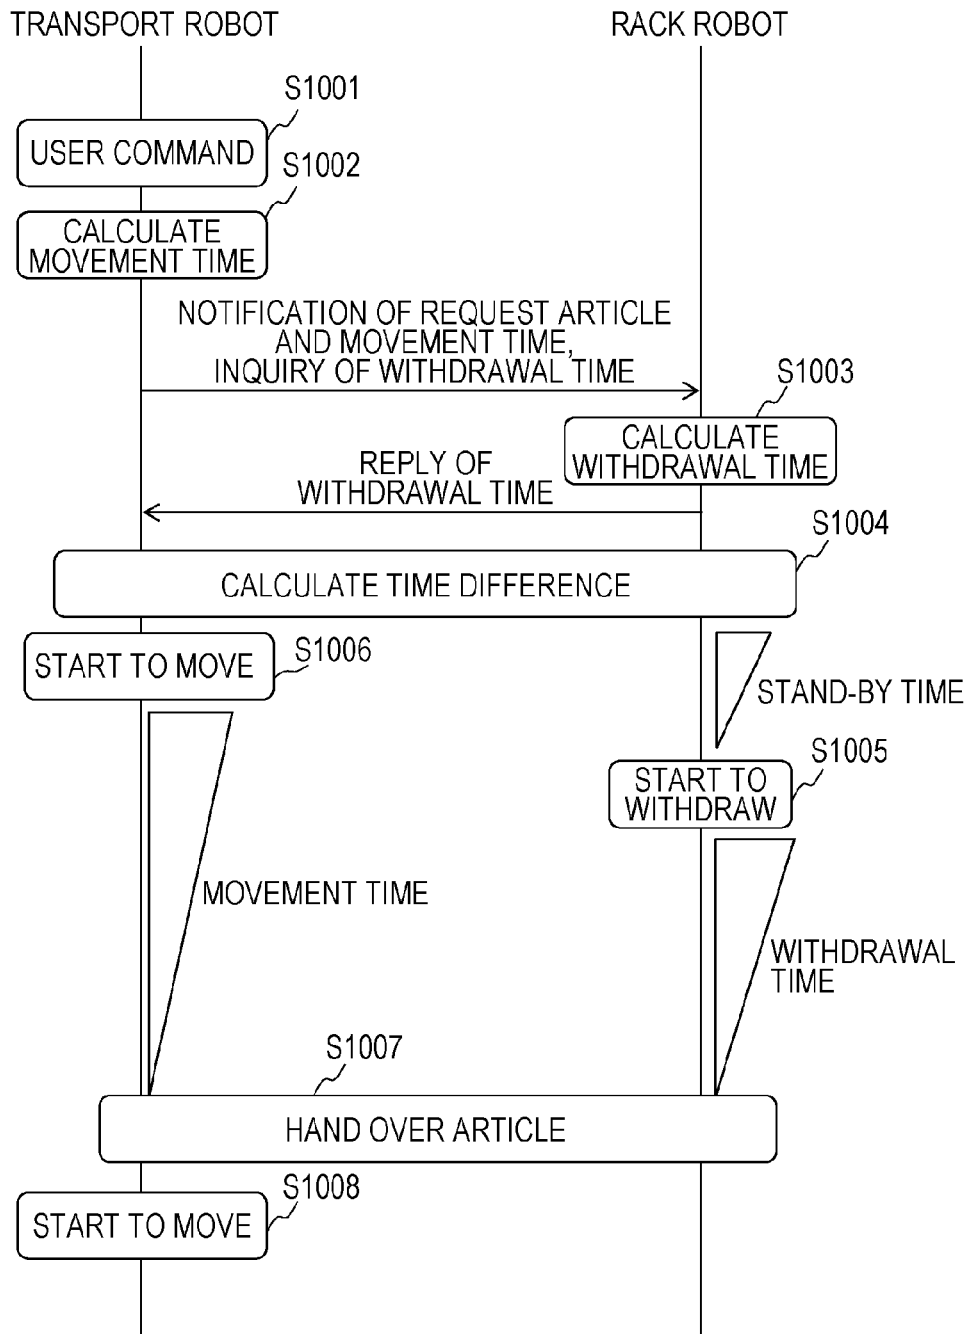 TRANSPORT ROBOT
RACK ROBOT
S1001
USER COMMAND
S1002
CALCULATE
MOVEMENT TIME
NOTIFICATION OF REQUEST ARTICLE
AND MOVEMENT TIME,
INQUIRY OF WITHDRAWAL TIME
S1003
CALCULATE
WITHDRAWAL TIME
REPLY OF
WITHDRAWAL TIME
S1004
CALCULATE TIME DIFFERENCE
START TO MOVE
S1006
STAND-BY TIME
S1005
START TO
WITHDRAW
MOVEMENT TIME
WITHDRAWAL
TIME
S1007
HAND OVER ARTICLE
S1008
START TO MOVE